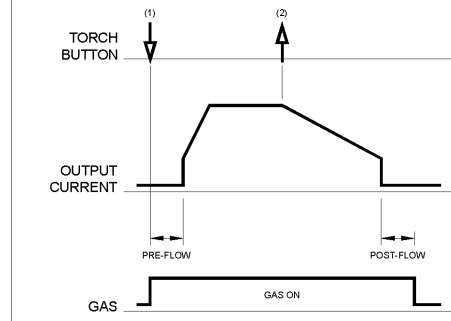 (1)
(2)
TORCH
BUTTON
OUTPUT
CURRENT
PRE-FLOW
POST-FLOW
GAS ON
GAS